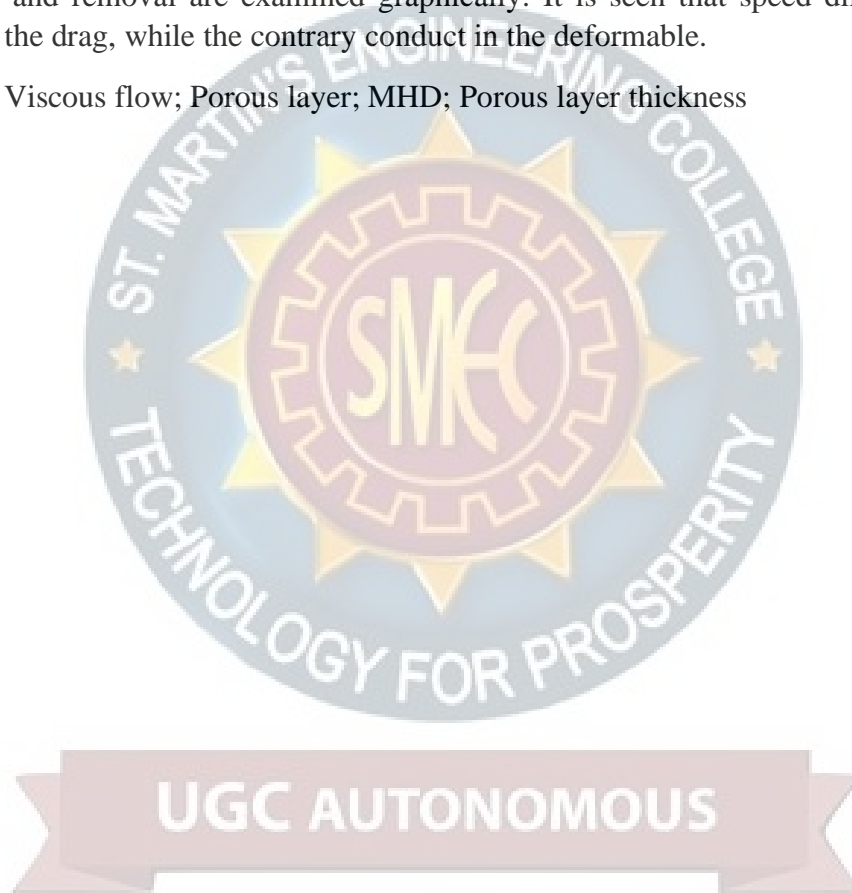 and removal are examined graphically. It is seen that speed
the drag, while the contrary conduct in the deformable.
Viscous flow; Porous layer; MHD; Porous layer thickness
ST. MARTIN'S ENGINEERING COLLEGE
SMEC
TECHNOLOGY FOR PROSPERITY
UGC AUTONOMOUS